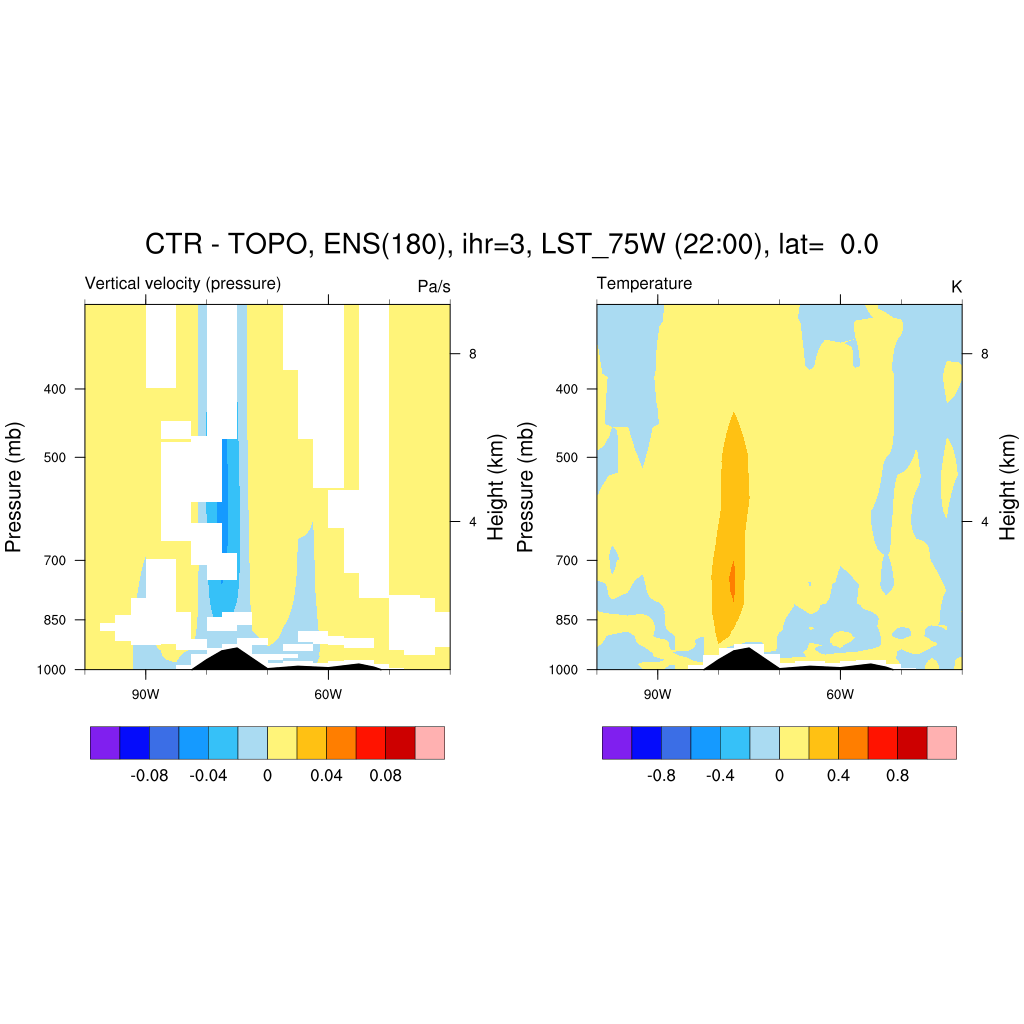 CTR - TOPO, ENS(180), ihr=3, LST_75W (22:00), lat=  0.0
Vertical velocity (pressure)
Pa/s
Pressure (mb)
400
500
700
850
1000
8
4
Height (km)
90W
60W
-0.08
-0.04
0
0.04
0.08
Temperature
K
Pressure (mb)
400
500
700
850
1000
8
4
Height (km)
90W
60W
-0.8
-0.4
0
0.4
0.8